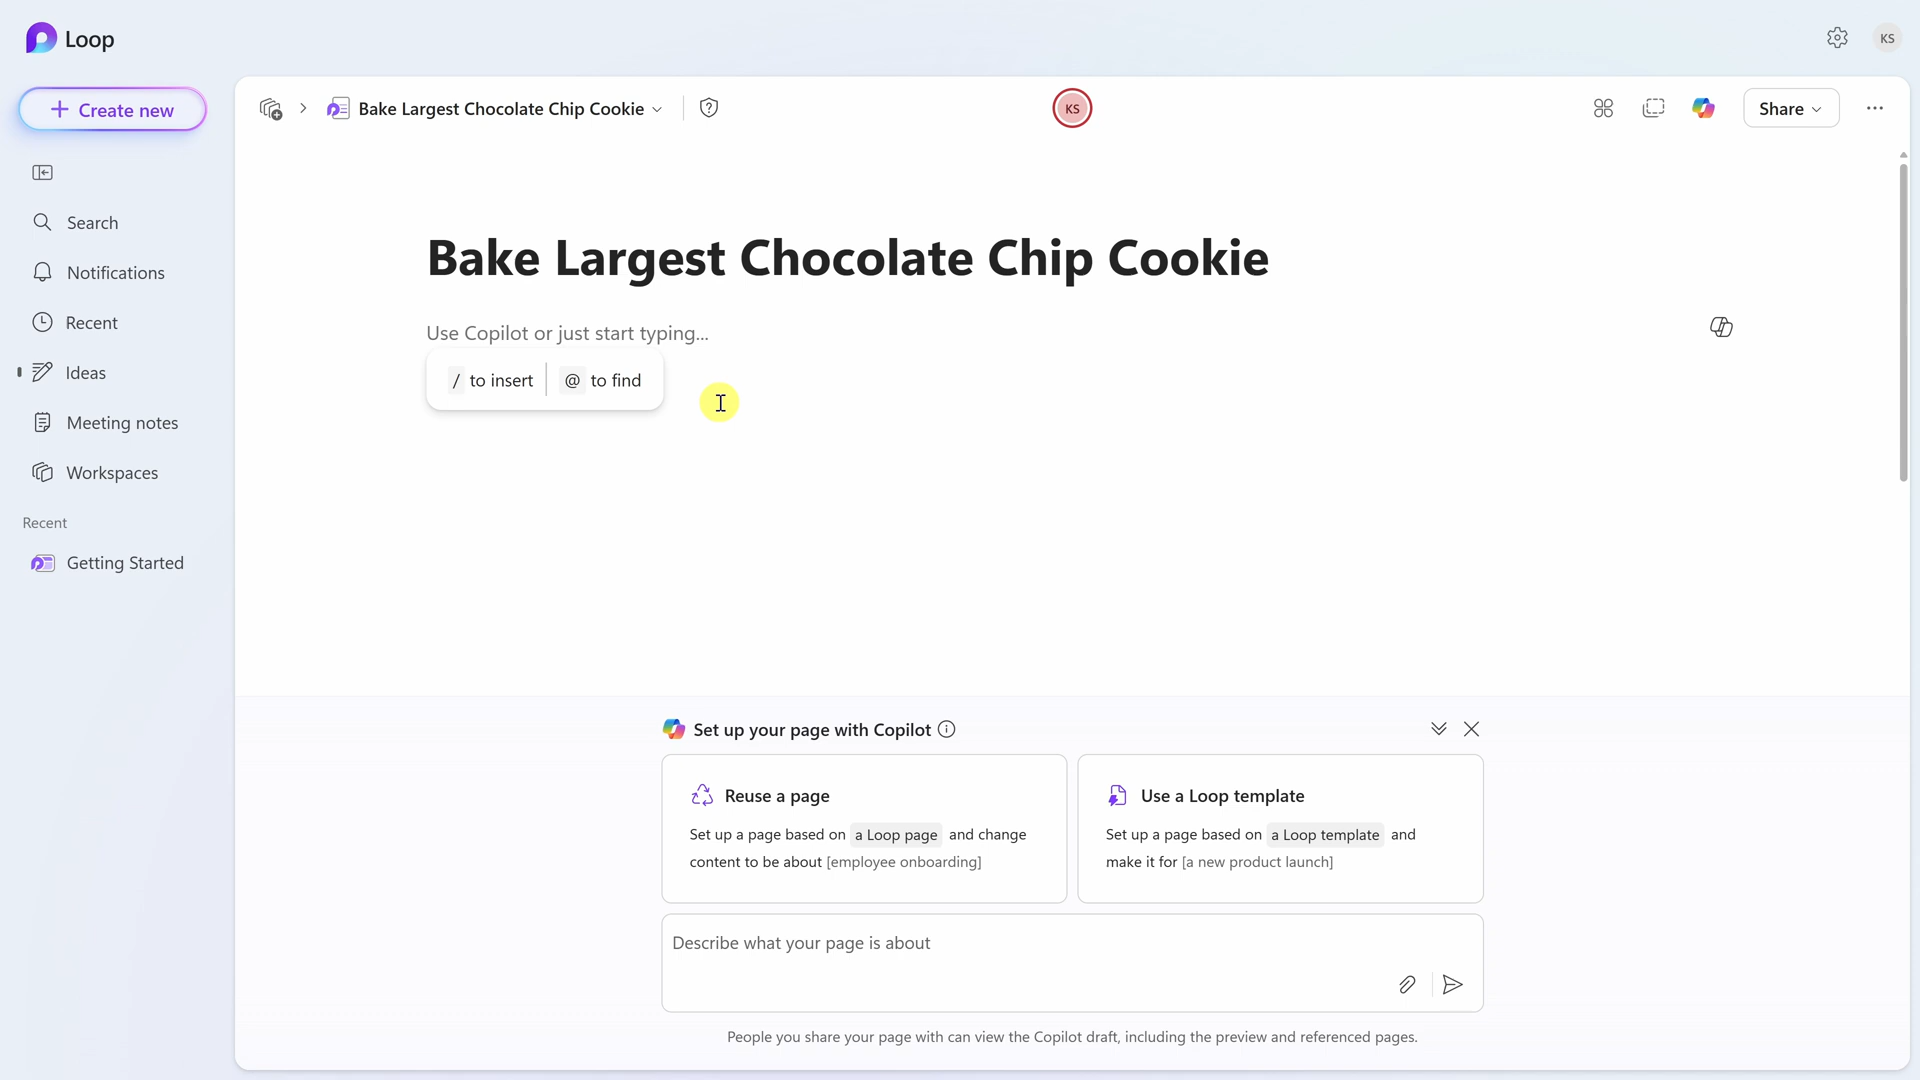 Loop
KS
Create new
Bake Largest Chocolate Chip Cookie
KS
Share
Search
Notifications
Recent
Ideas
Meeting notes
Workspaces
Recent
Getting Started
Bake Largest Chocolate Chip Cookie
Use Copilot or just start typing...
/ to insert @ to find
Set up your page with Copilot
Reuse a page
Set up a page based on a Loop page and change
content to be about [employee onboarding]
Use a Loop template
Set up a page based on a Loop template and
make it for [a new product launch]
Describe what your page is about
People you share your page with can view the Copilot draft, including the preview and referenced pages.